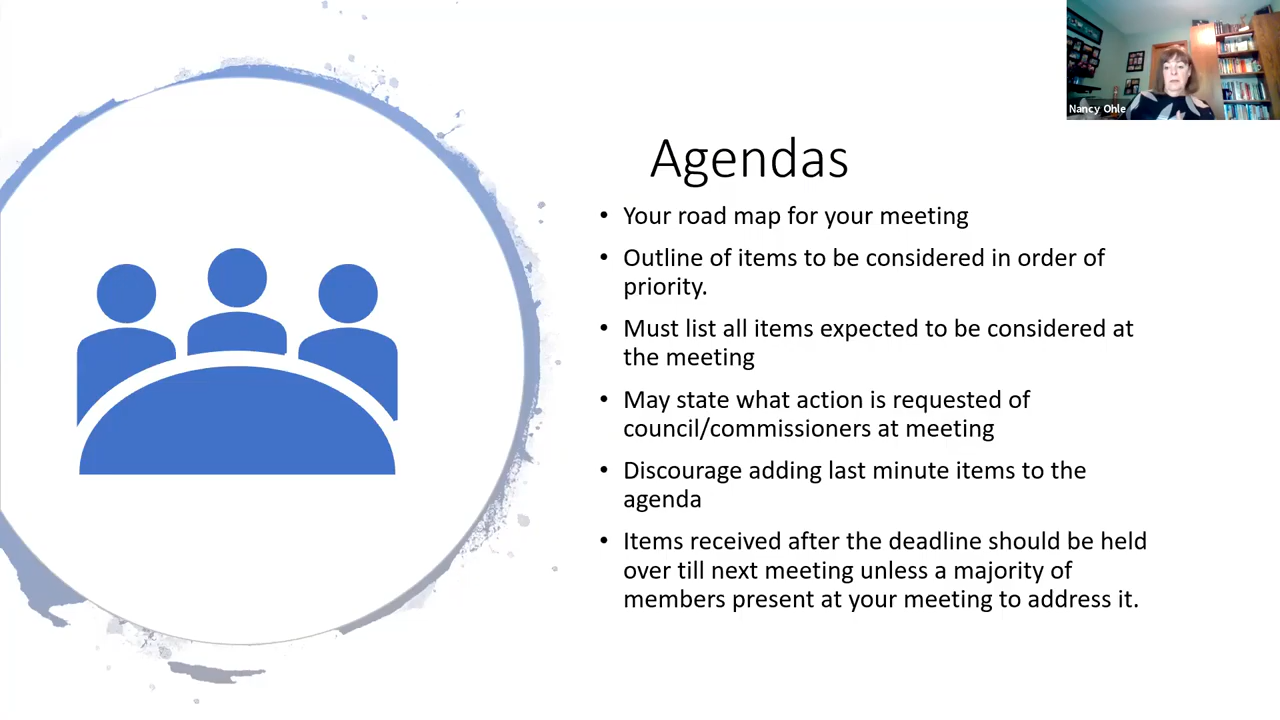 Nancy Ohle
Agendas
• Your road map for your meeting
• Outline of items to be considered in order of
priority.
• Must list all items expected to be considered at
the meeting
• May state what action is requested of
council/commissioners at meeting
• Discourage adding last minute items to the
agenda
• Items received after the deadline should be held
over till next meeting unless a majority of
members present at your meeting to address it.